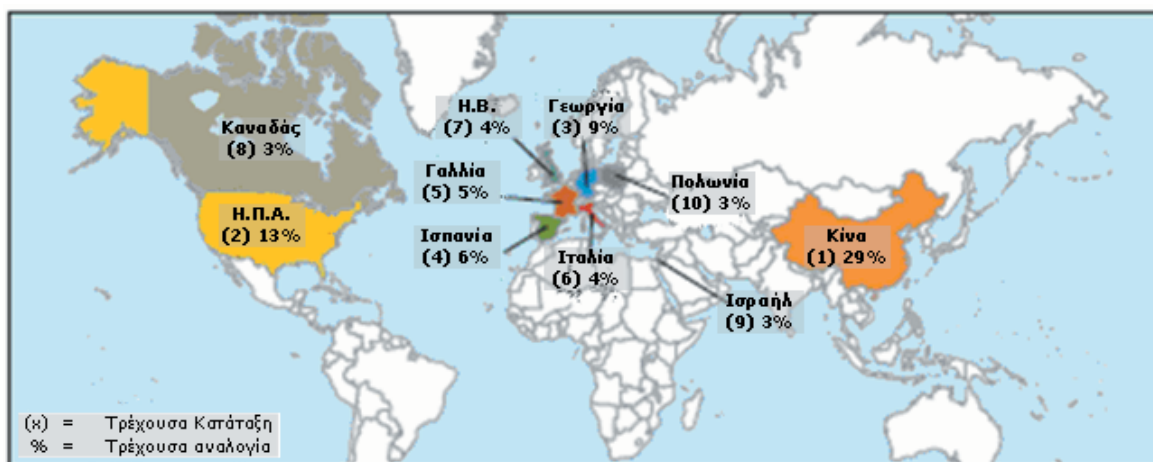 Η.Β.
(7) 4%
Γεωργία
(3) 9%
Καναδάς
(8) 3%
Γαλλία
(5) 5%
Πολωνία
(10) 3%
Η.Π.Α.
(2) 13%
Ισπανία
(4) 6%
Ιταλία
(6) 4%
Κίνα
(1) 29%
Ισραήλ
(9) 3%
(x) = Τρέχουσα Κατάταξη
% = Τρέχουσα αναλογία